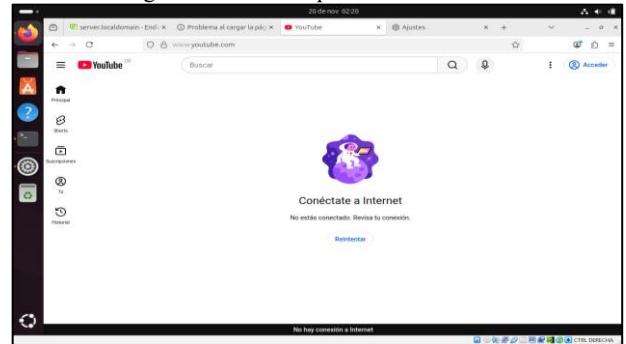 20 de nov 02:20
server.localdomain - End
Problema al cargar la pág
YouTube
Ajustes
www.youtube.com
YouTube
Buscar
Acceder
Principal
Shorts
Suscripciones
Tú
Historial
Conéctate a Internet
No estás conectado. Revisa tu conexión.
Reintentar
No hay conexión a Internet
CTRL DERECHA